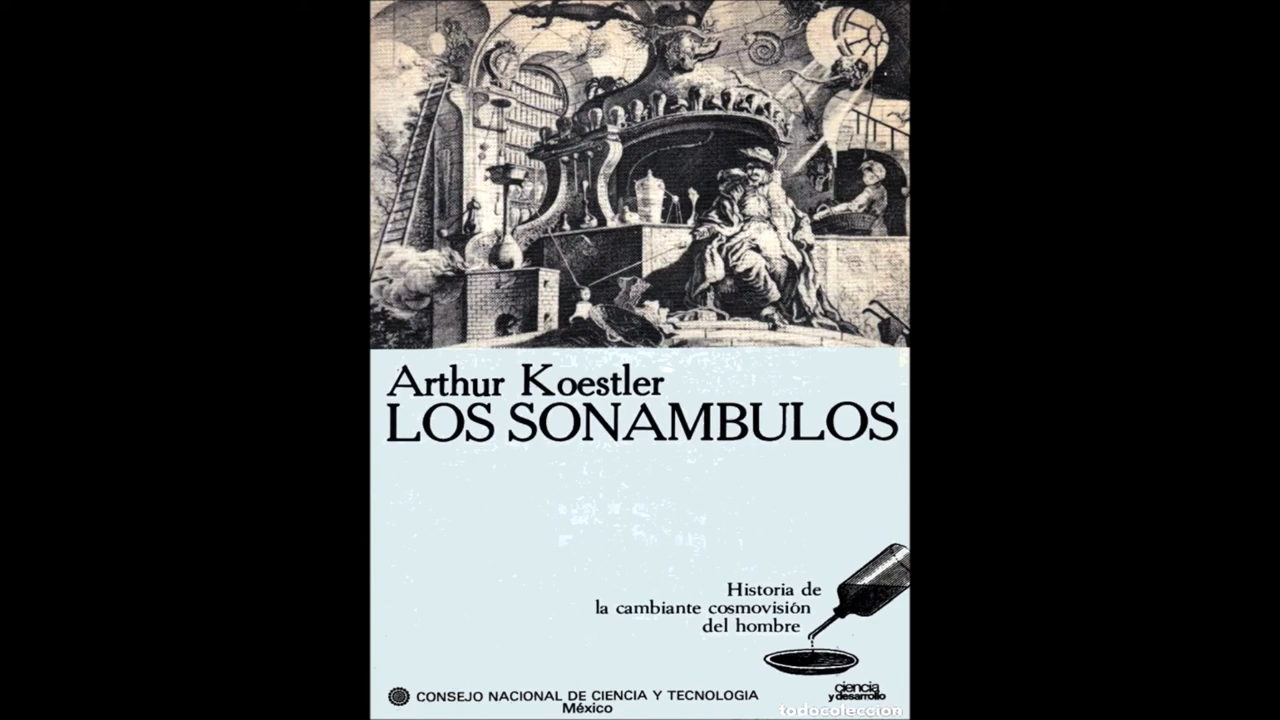 Arthur Koestler
LOS SONAMBULOS
Historia de
la cambiante cosmovisión
del hombre
CONSEJO NACIONAL DE CIENCIA Y TECNOLOGIA
México
ciencia
y desarrollo
todocoleccion